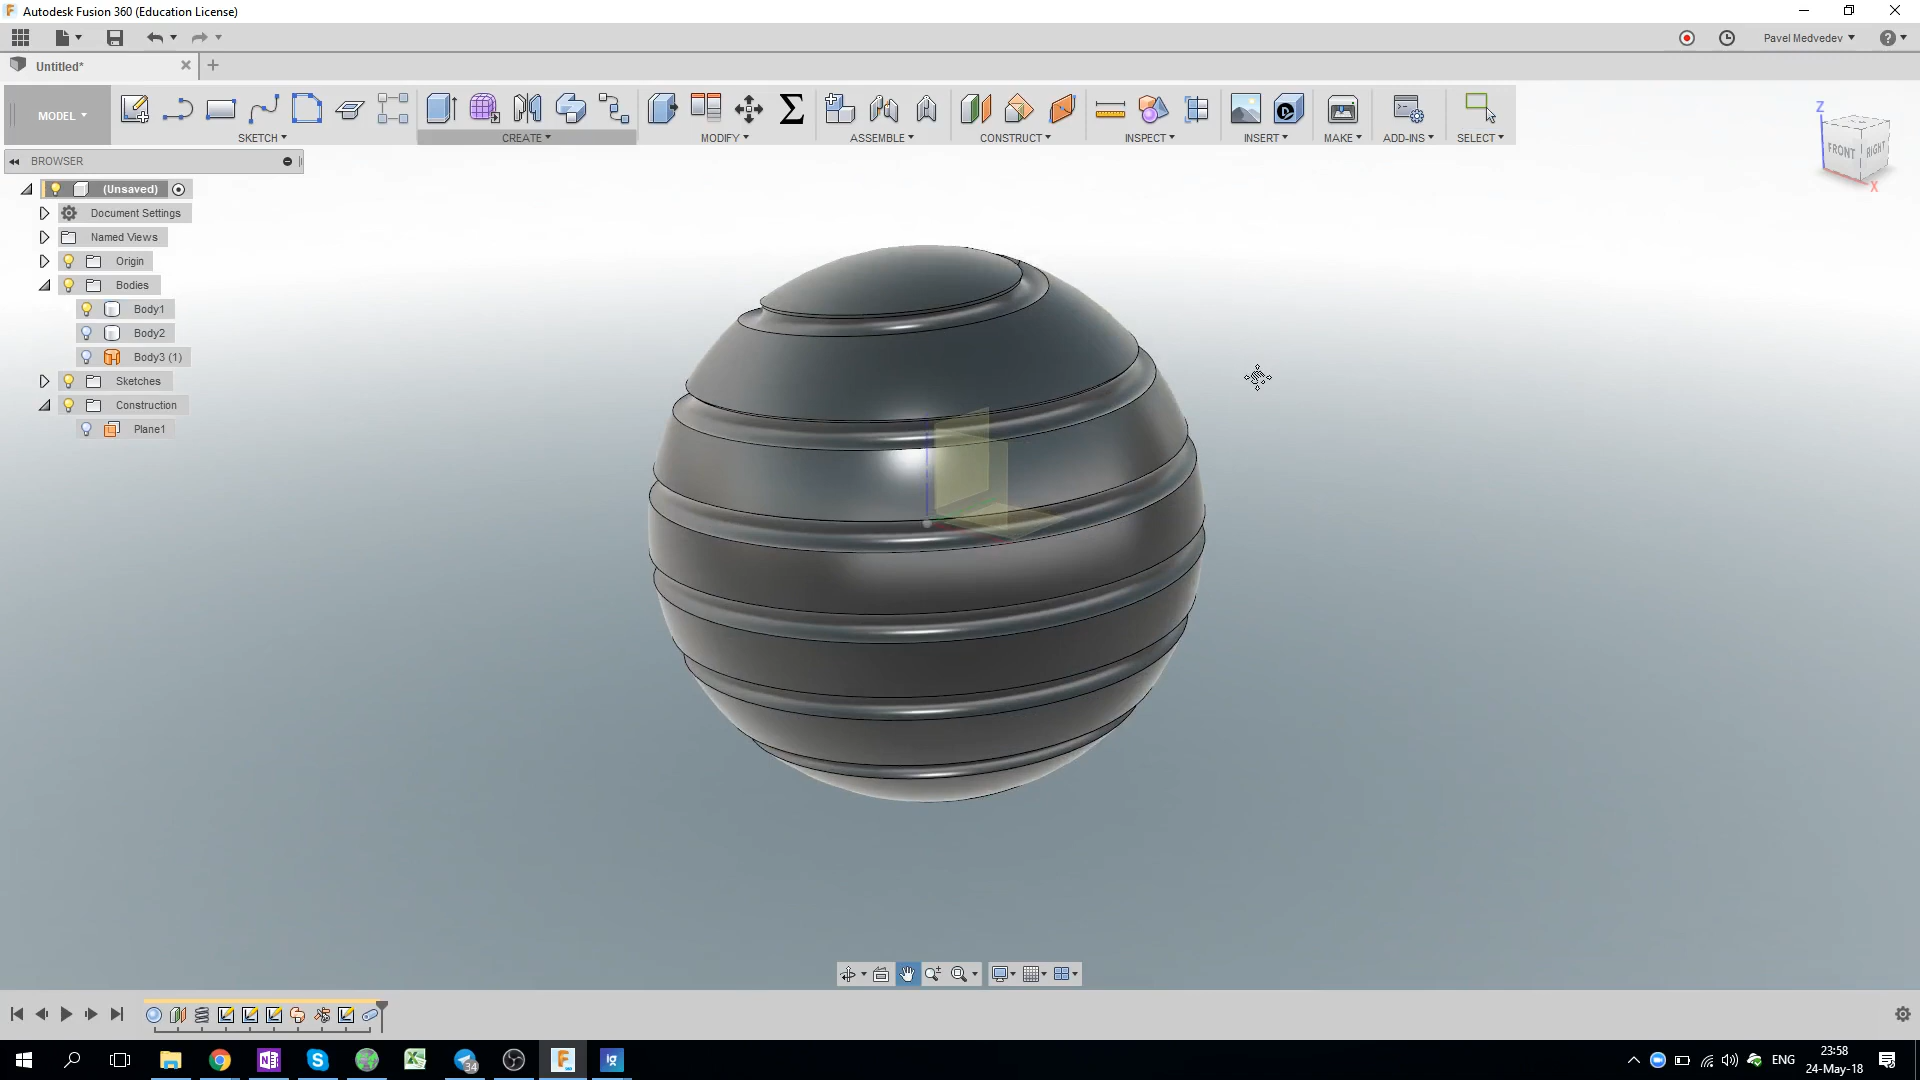 Autodesk Fusion 360 (Education License)
Pavel Medvedev
Untitled*
MODEL
SKETCH
CREATE
MODIFY
ASSEMBLE
CONSTRUCT
INSPECT
INSERT
MAKE
ADD-INS
SELECT
Z
FRONT
RIGHT
X
BROWSER
(Unsaved)
Document Settings
Named Views
Origin
Bodies
Body1
Body2
Body3 (1)
Sketches
Construction
Plane1
34
Ig
ENG
23:58
24-May-18